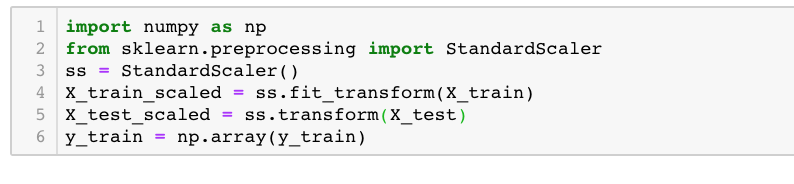 1 import numpy as np
2 from sklearn.preprocessing import StandardScaler
3 ss = StandardScaler()
4 X_train_scaled = ss.fit_transform(X_train)
5 X_test_scaled = ss.transform(X_test)
6 y_train = np.array(y_train)